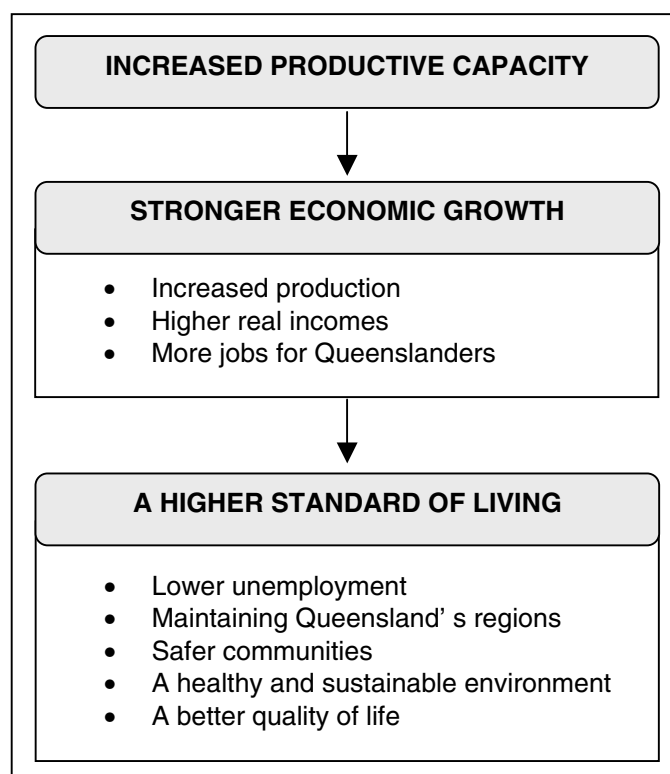 INCREASED PRODUCTIVE CAPACITY
STRONGER ECONOMIC GROWTH
• Increased production
• Higher real incomes
• More jobs for Queenslanders
A HIGHER STANDARD OF LIVING
• Lower unemployment
• Maintaining Queensland’ s regions
• Safer communities
• A healthy and sustainable environment
• A better quality of life